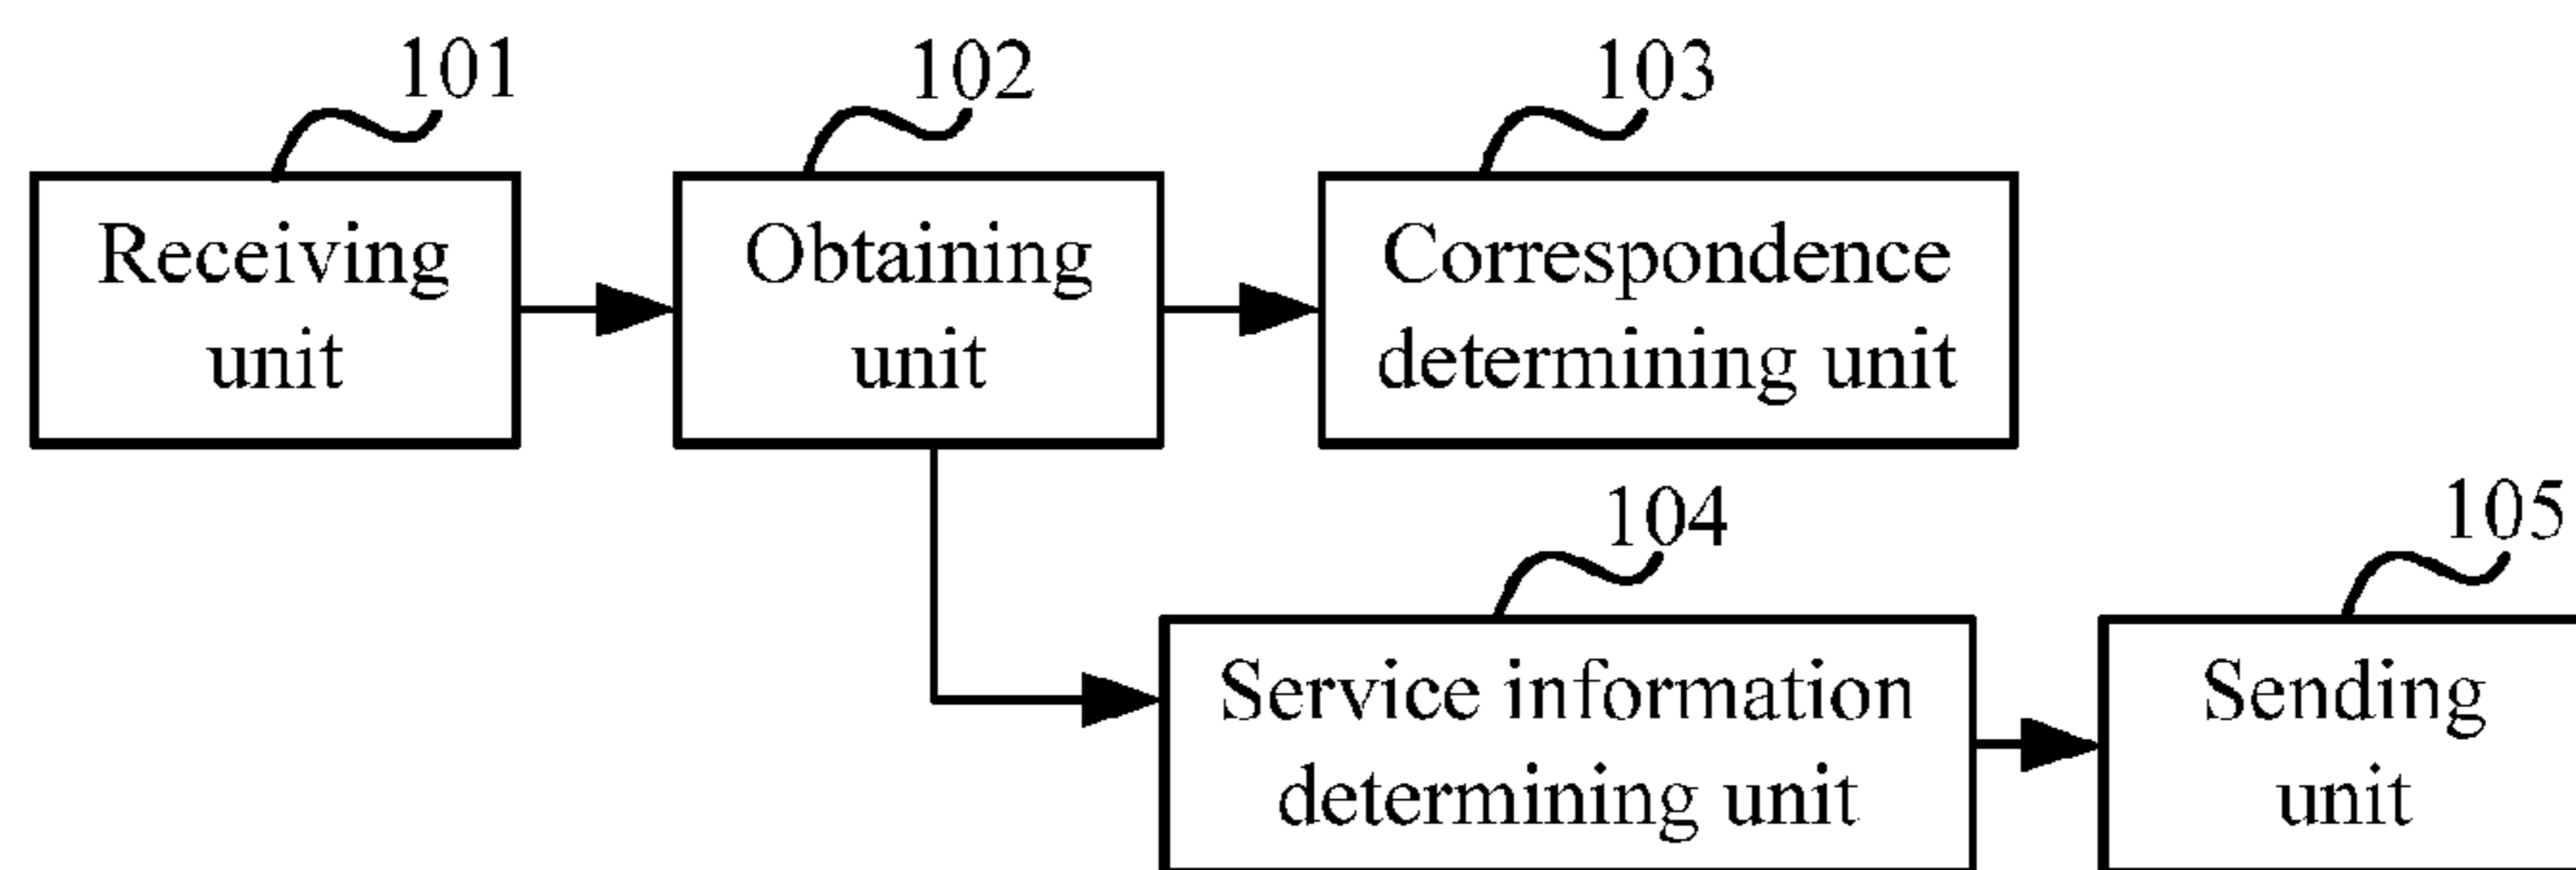 101
102
103
Receiving
unit
Obtaining
unit
Correspondence
determining unit
104
105
Service information
determining unit
Sending
unit